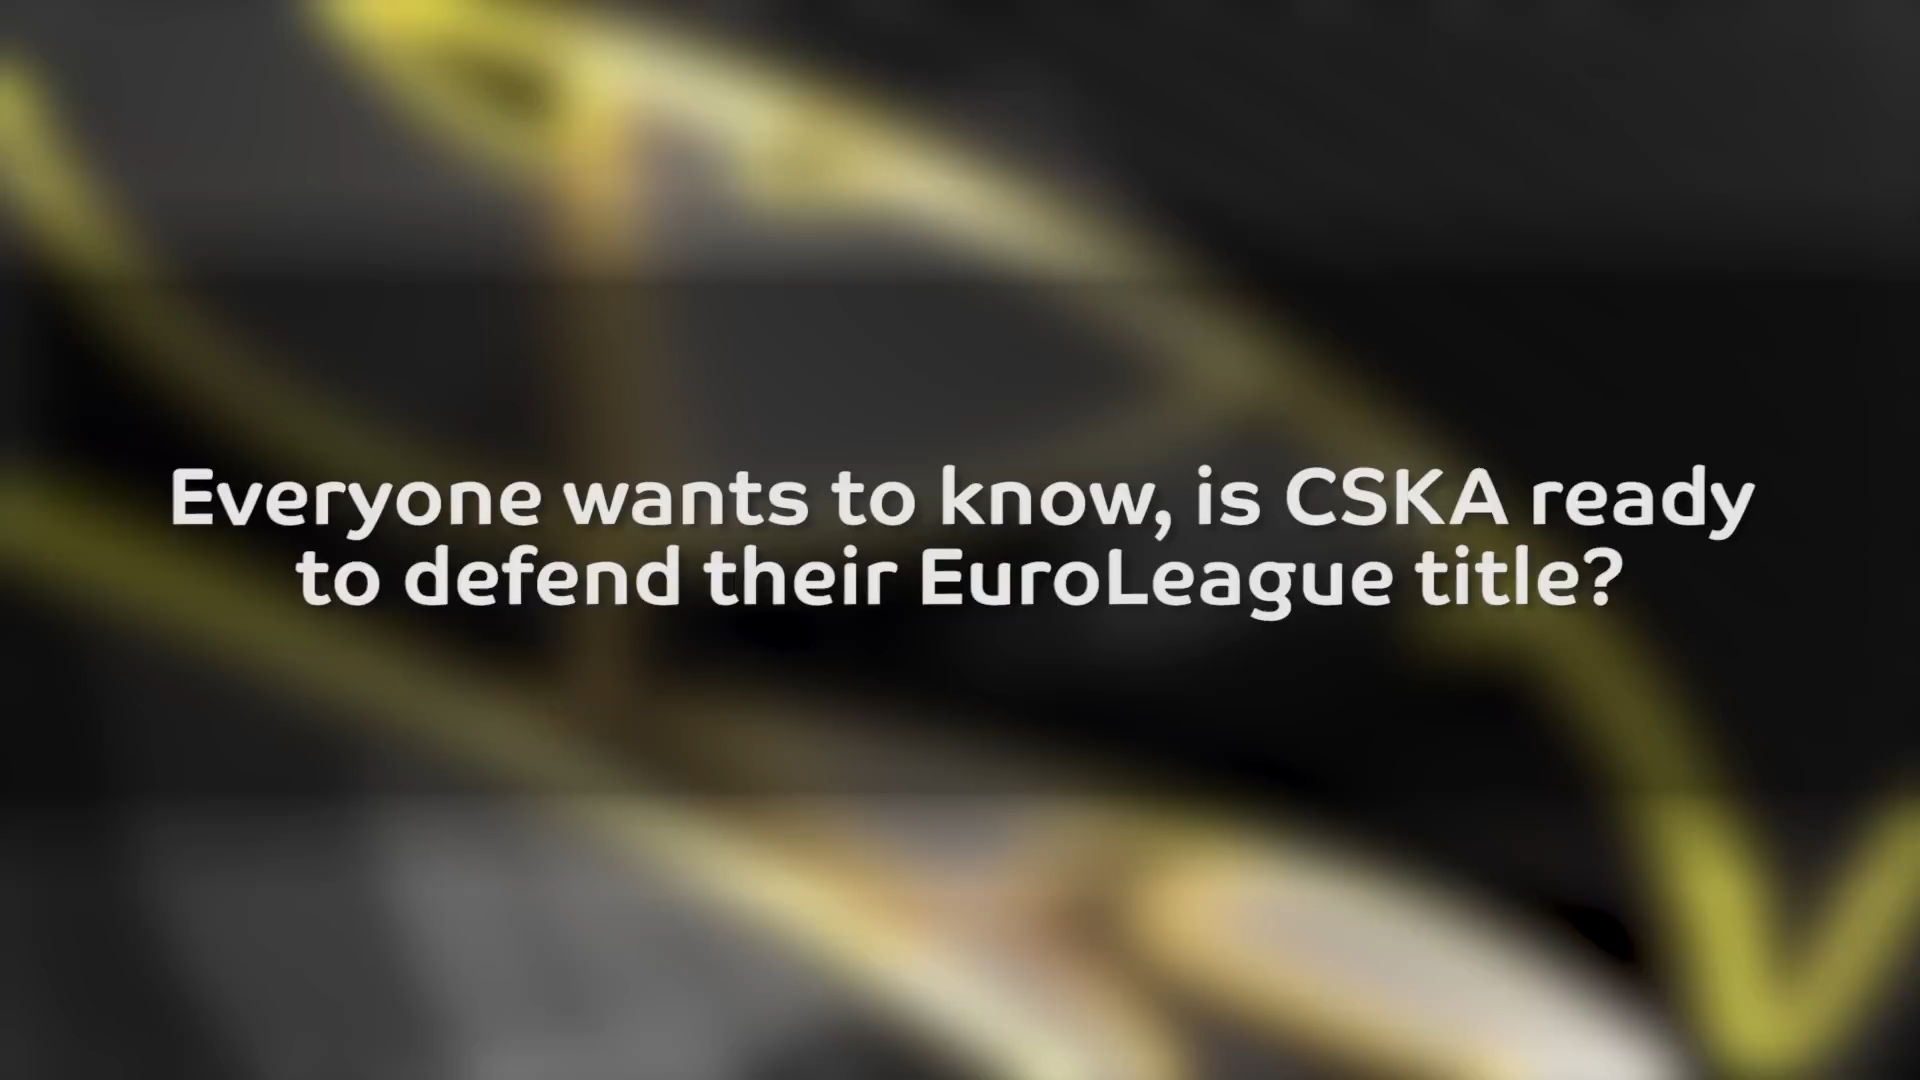 Everyone wants to know, is CSKA ready
to defend their EuroLeague title?